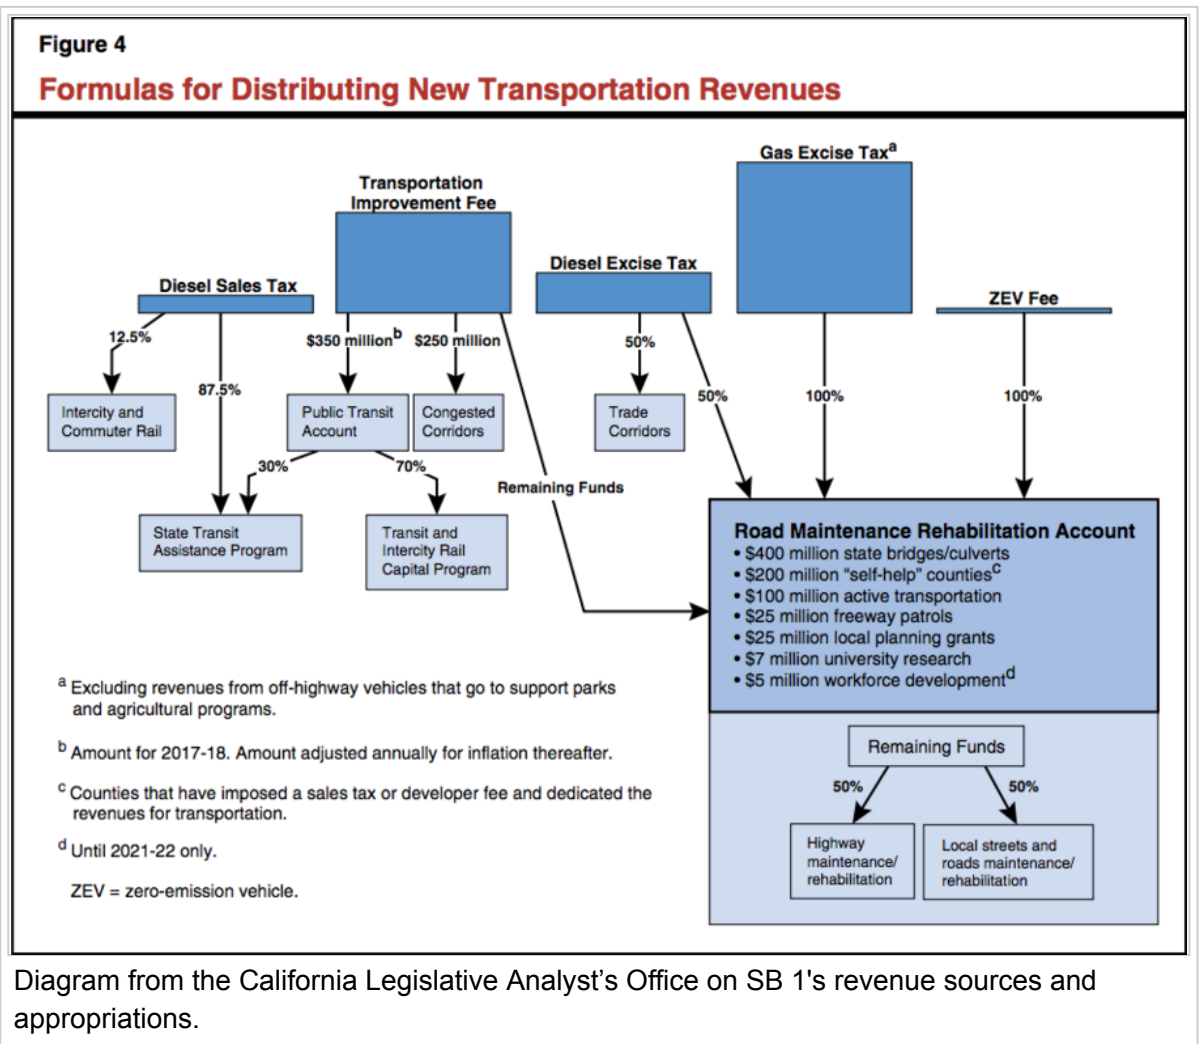 Figure 4
Formulas for Distributing New Transportation Revenues
Gas Excise Taxa
Transportation
Improvement Fee
Diesel Excise Tax
Diesel Sales Tax
ZEV Fee
12.5%
$350 millionb
$250 million
50%
87.5%
50%
100%
100%
Intercity and
Commuter Rail
Public Transit
Account
Congested
Corridors
Trade
Corridors
30%
70%
Remaining Funds
State Transit
Assistance Program
Transit and
Intercity Rail
Capital Program
Road Maintenance Rehabilitation Account
• $400 million state bridges/culverts
• $200 million “self-help” countiesc
• $100 million active transportation
• $25 million freeway patrols
• $25 million local planning grants
• $7 million university research
• $5 million workforce developmentd
Remaining Funds
50%
50%
Highway
maintenance/
rehabilitation
Local streets and
roads maintenance/
rehabilitation
a Excluding revenues from off-highway vehicles that go to support parks
and agricultural programs.
b Amount for 2017-18. Amount adjusted annually for inflation thereafter.
c Counties that have imposed a sales tax or developer fee and dedicated the
revenues for transportation.
d Until 2021-22 only.
ZEV = zero-emission vehicle.
Diagram from the California Legislative Analyst’s Office on SB 1's revenue sources and
appropriations.